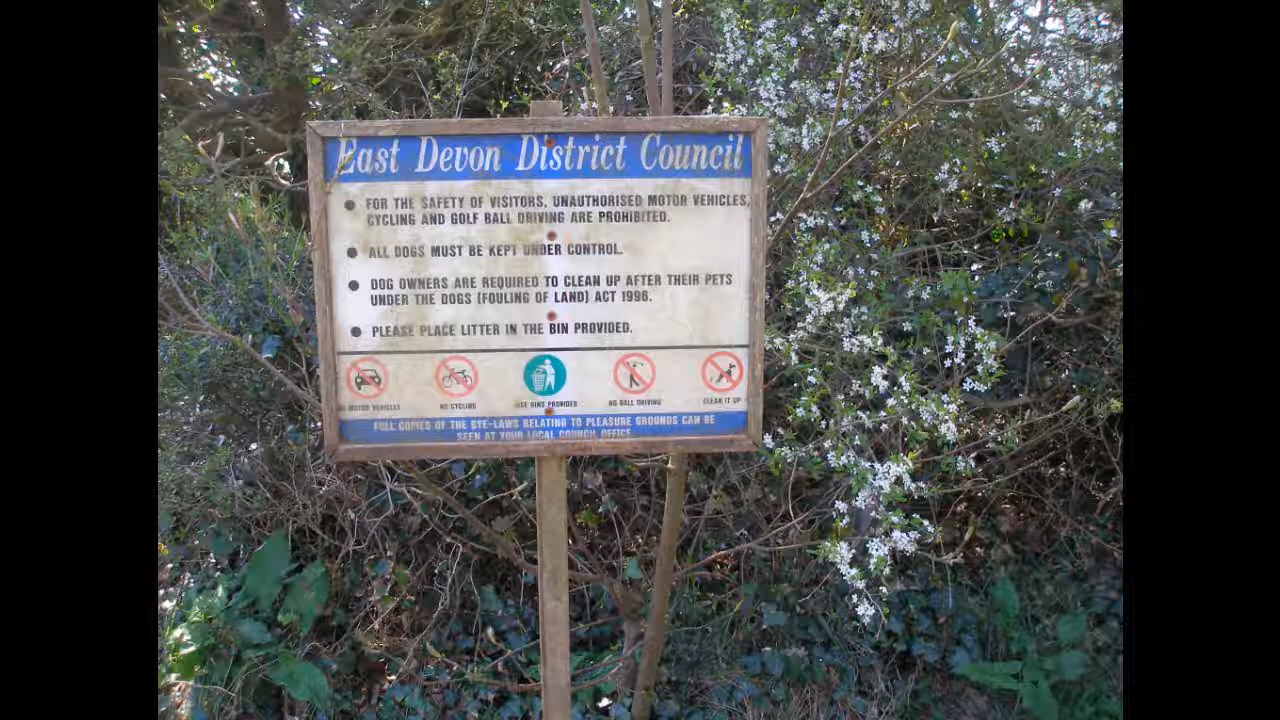 East Devon District Council
FOR THE SAFETY OF VISITORS, UNAUTHORISED MOTOR VEHICLES,
CYCLING AND GOLF BALL DRIVING ARE PROHIBITED.
ALL DOGS MUST BE KEPT UNDER CONTROL.
DOG OWNERS ARE REQUIRED TO CLEAN UP AFTER THEIR PETS
UNDER THE DOGS (FOULING OF LAND) ACT 1996.
PLEASE PLACE LITTER IN THE BIN PROVIDED.
NO MOTOR VEHICLES
NO CYCLING
USE BINS PROVIDED
NO BALL DRIVING
CLEAR IT UP
FULL COPIES OF THE BYE-LAWS RELATING TO PLEASURE GROUNDS CAN BE
SEEN AT YOUR LOCAL COUNCIL OFFICE